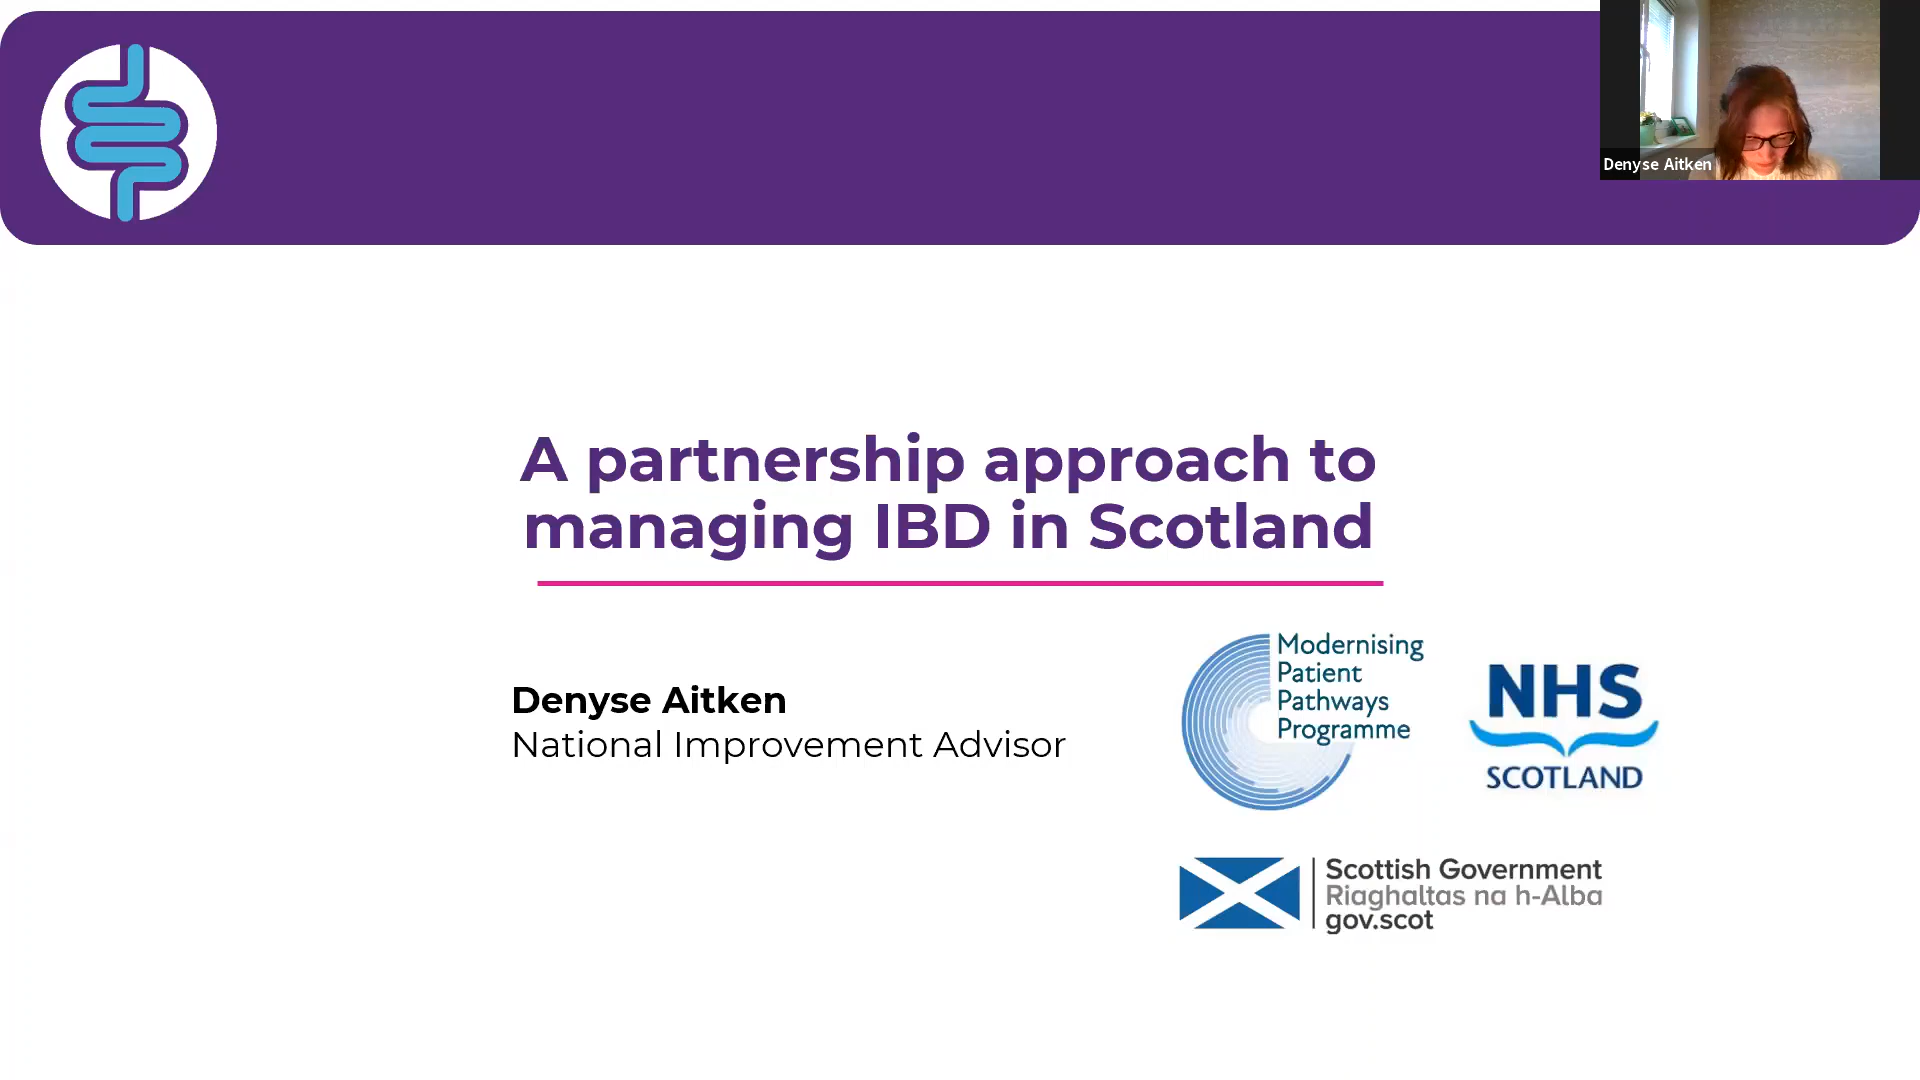 Denyse Aitken
A partnership approach to
managing IBD in Scotland
Denyse Aitken
National Improvement Advisor
Modernising
Patient
Pathways
Programme
NHS
SCOTLAND
Scottish Government
Riaghaltas na h-Alba
gov.scot